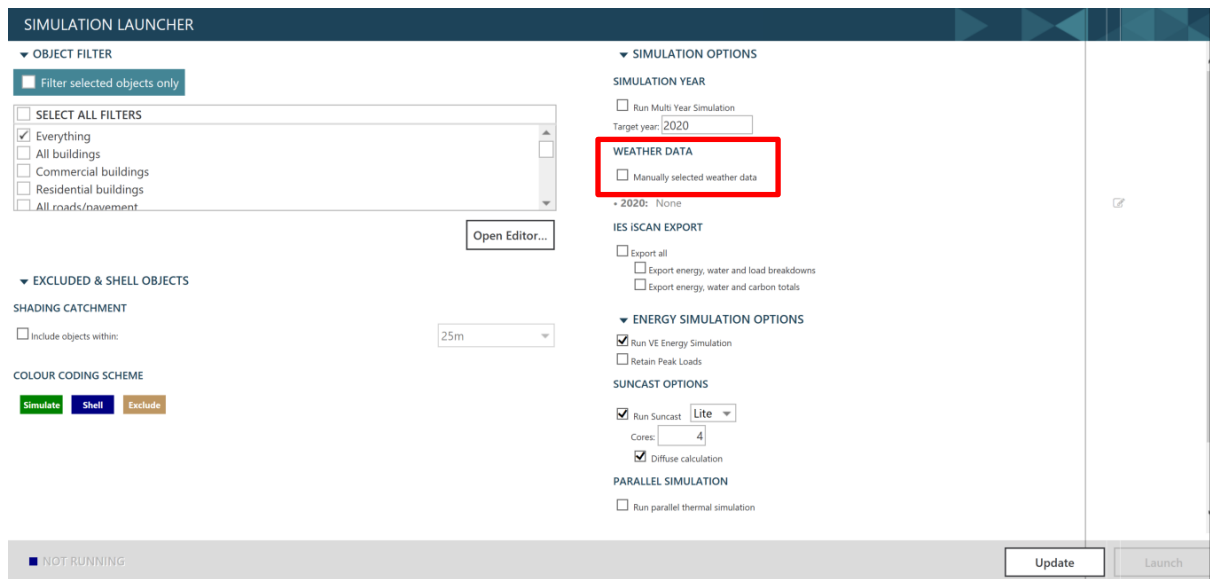 SIMULATION LAUNCHER
OBJECT FILTER
Filter selected objects only
SELECT ALL FILTERS
Everything
All buildings
Commercial buildings
Residential buildings
All roads/pavement
Open Editor...
EXCLUDED & SHELL OBJECTS
SHADING CATCHMENT
Include objects within:
25m
COLOUR CODING SCHEME
Simulate Shell Exclude
SIMULATION OPTIONS
SIMULATION YEAR
Run Multi Year Simulation
Target year: 2020
WEATHER DATA
Manually selected weather data
• 2020: None
IES iSCAN EXPORT
Export all
Export energy, water and load breakdowns
Export energy, water and carbon totals
ENERGY SIMULATION OPTIONS
Run VE Energy Simulation
Retain Peak Loads
SUNCAST OPTIONS
Run Suncast Lite
Cores: 4
Diffuse calculation
PARALLEL SIMULATION
Run parallel thermal simulation
NOT RUNNING
Update
Launch